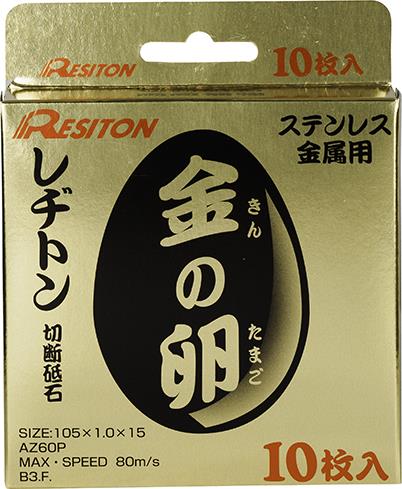 RESITON
10枚入
RESITON
ステンレス
金属用
レヂトン
切断砥石
金の卵
きん
たまご
SIZE:105×1.0×15
AZ60P
MAX・SPEED 80m/s
B3.F.
10枚入